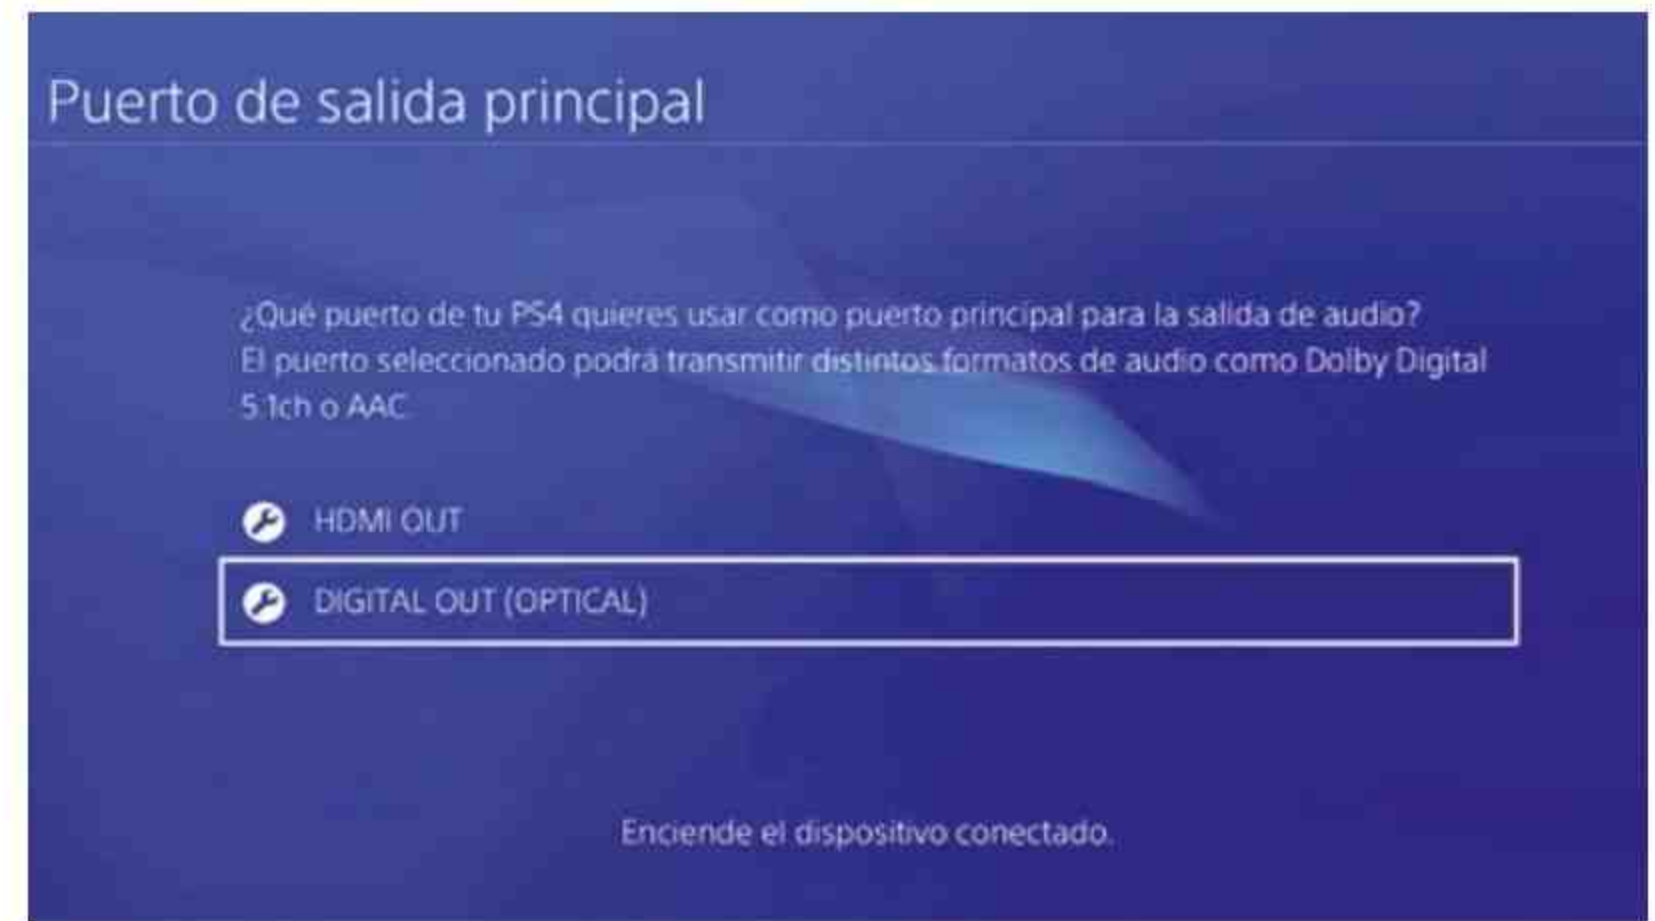 Puerto de salida principal
¿Qué puerto de tu PS4 quieres usar como puerto principal para la salida de audio?
El puerto seleccionado podrá transmitir distintos formatos de audio como Dolby Digital
5.1ch o AAC.
HDMI OUT
DIGITAL OUT (OPTICAL)
Enciende el dispositivo conectado.